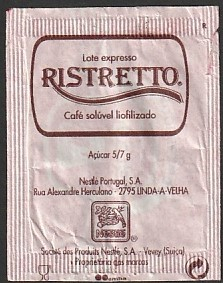 R
Lote expresso
RISTRETTO.
Café solúvel liofilizado
Açúcar 5/7 g
Nestlé Portugal, S.A.
Rua Alexandre Herculano - 2795 LINDA-A-VELHA
NESTLÉ
®
Société des Produits Nestlé, S.A. - Vevey (Suíça)
Proprietária das marcas